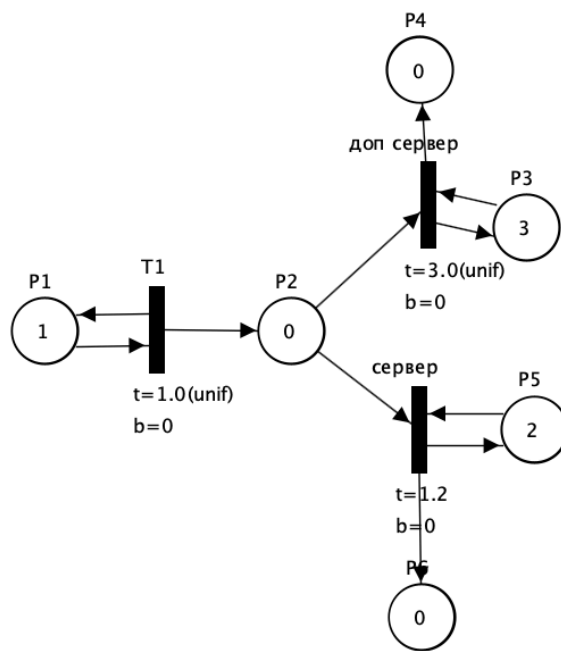 P4
0
доп сервер
P3
3
t=3.0(unif)
b=0
T1
P1
1
t=1.0(unif)
b=0
P2
0
сервер
P5
2
t=1.2
b=0
P6
0